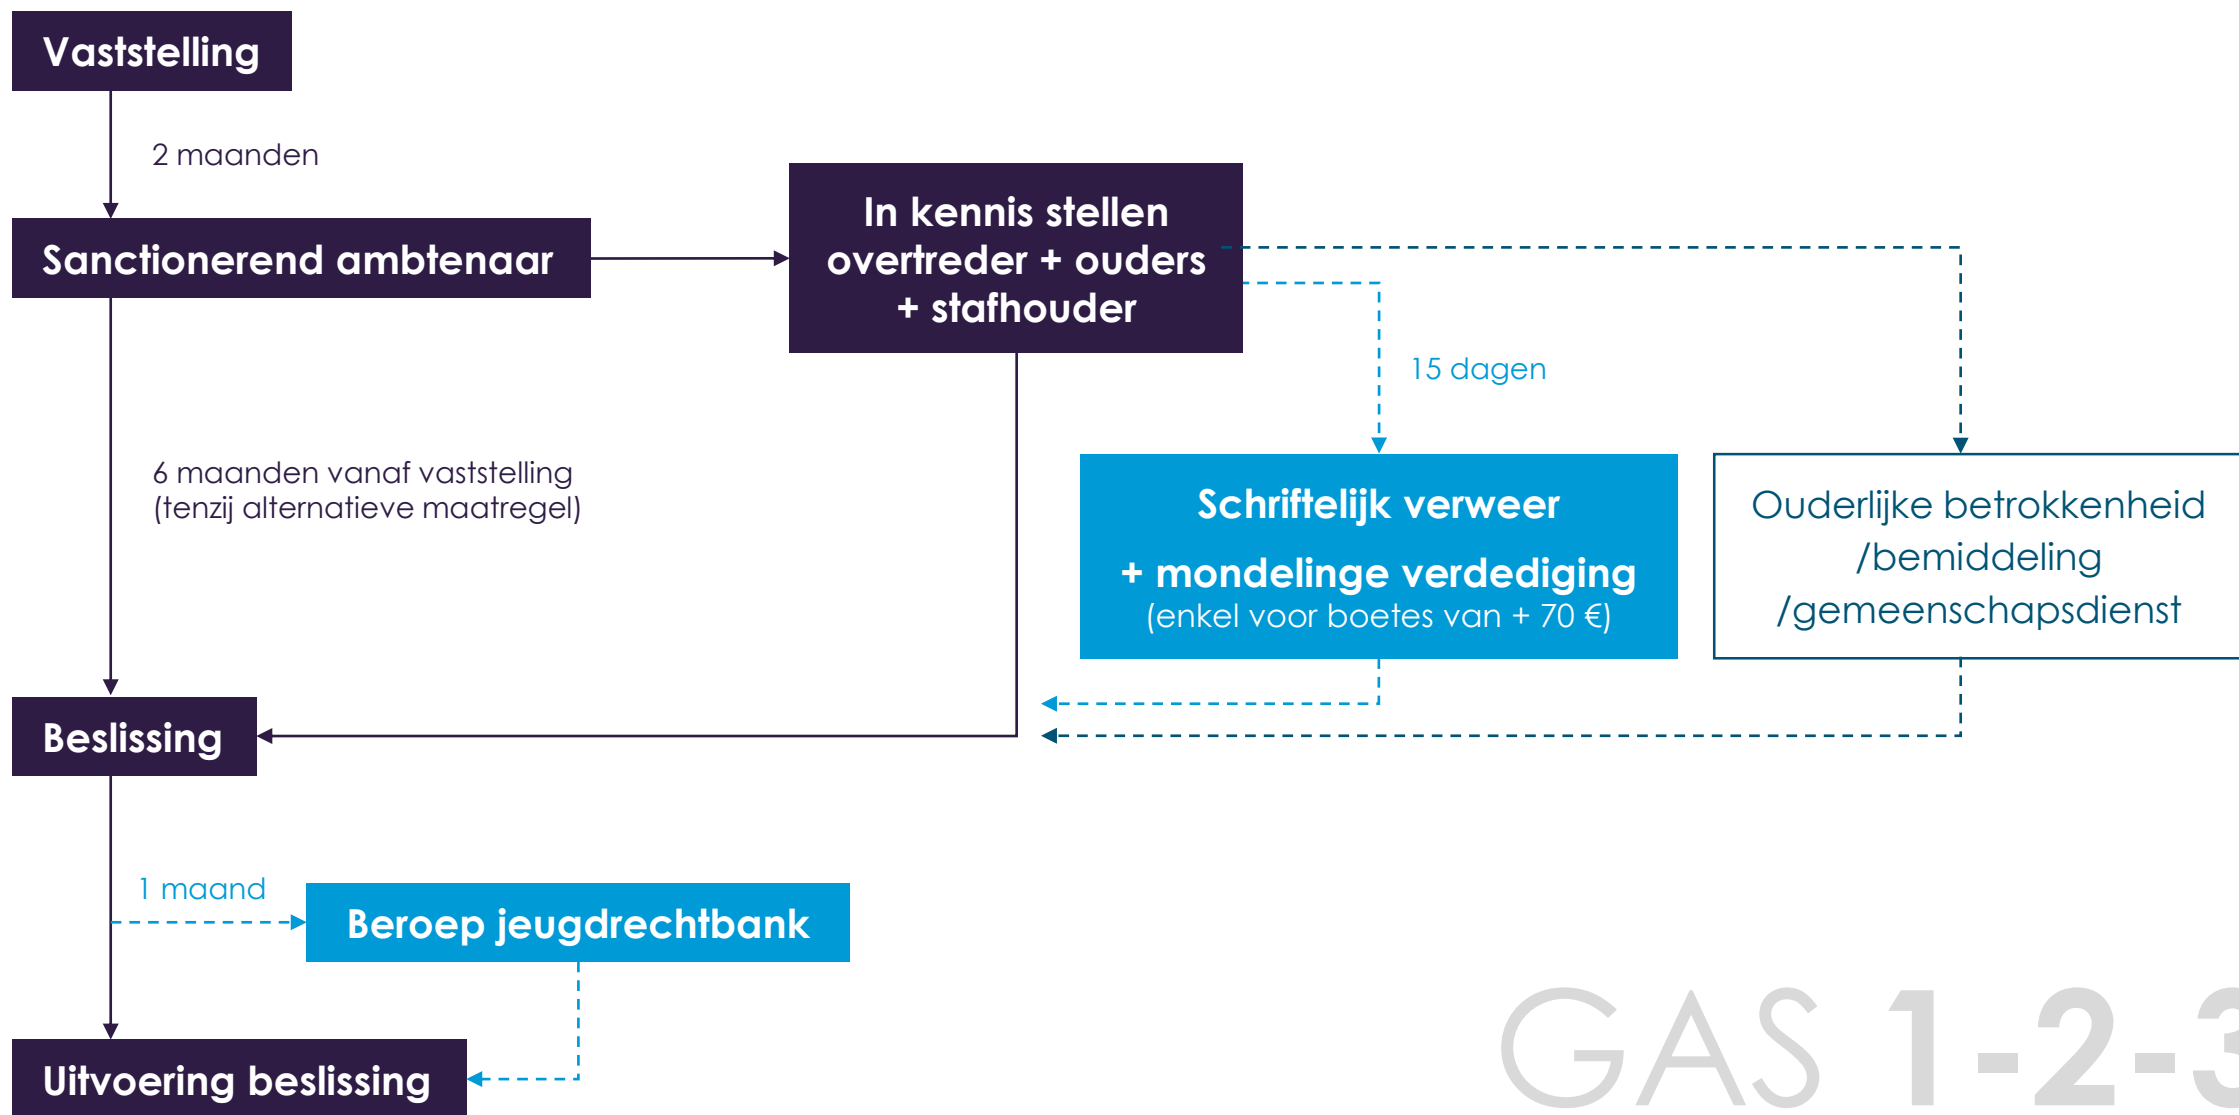 Vaststelling
2 maanden
Sanctionerend ambtenaar
In kennis stellen
overtreder + ouders
+ stafhouder
15 dagen
6 maanden vanaf vaststelling
(tenzij alternatieve maatregel)
Schriftelijk verweer
+ mondelinge verdediging
(enkel voor boetes van + 70 €)
Ouderlijke betrokkenheid
/bemiddeling
/gemeenschapsdienst
Beslissing
1 maand
Beroep jeugdrechtbank
Uitvoering beslissing
GAS 1-2-3